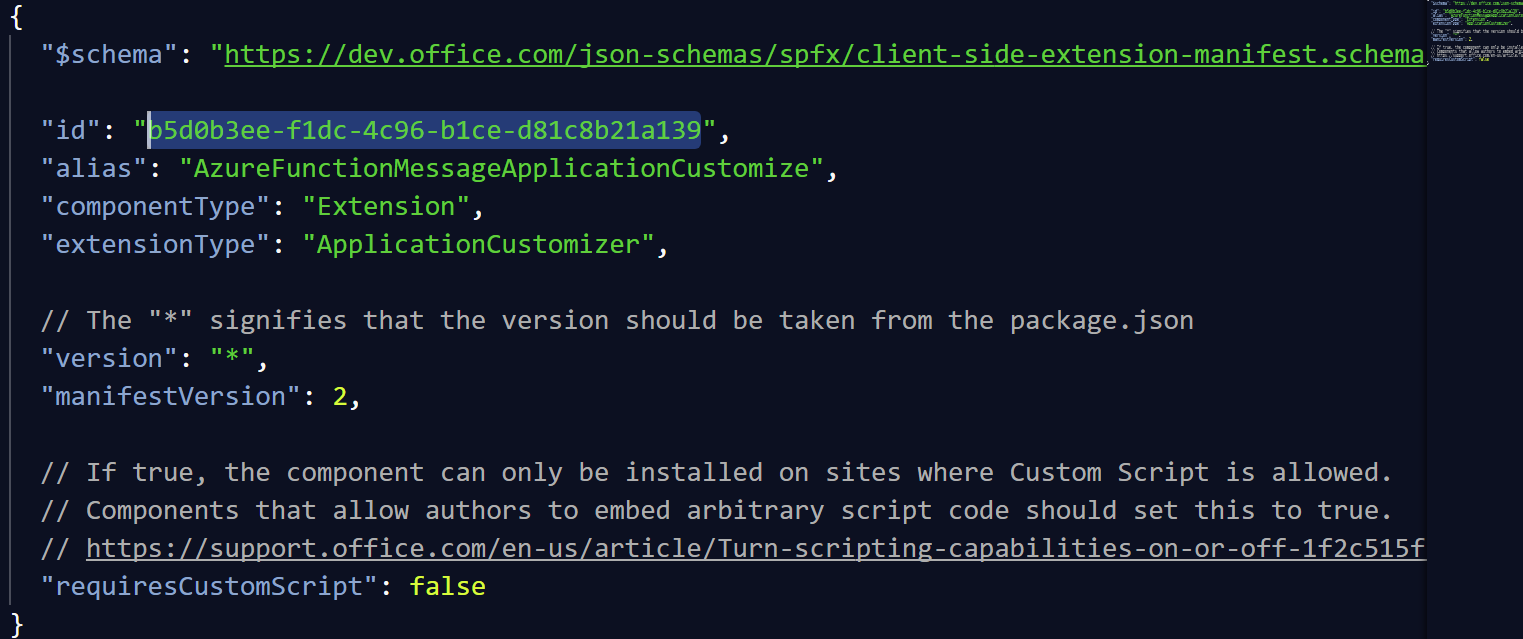 {
"$schema": "https://dev.office.com/json-schemas/spfx/client-side-extension-manifest.schema.
"id": "b5d0b3ee-f1dc-4c96-b1ce-d81c8b21a139",
"alias": "AzureFunctionMessageApplicationCustomize",
"componentType": "Extension",
"extensionType": "ApplicationCustomizer",
// The "*" signifies that the version should be taken from the package.json
"version": "*",
"manifestVersion": 2,
// If true, the component can only be installed on sites where Custom Script is allowed.
// Components that allow authors to embed arbitrary script code should set this to true.
// https://support.office.com/en-us/article/Turn-scripting-capabilities-on-or-off-1f2c515f
"requiresCustomScript": false
}